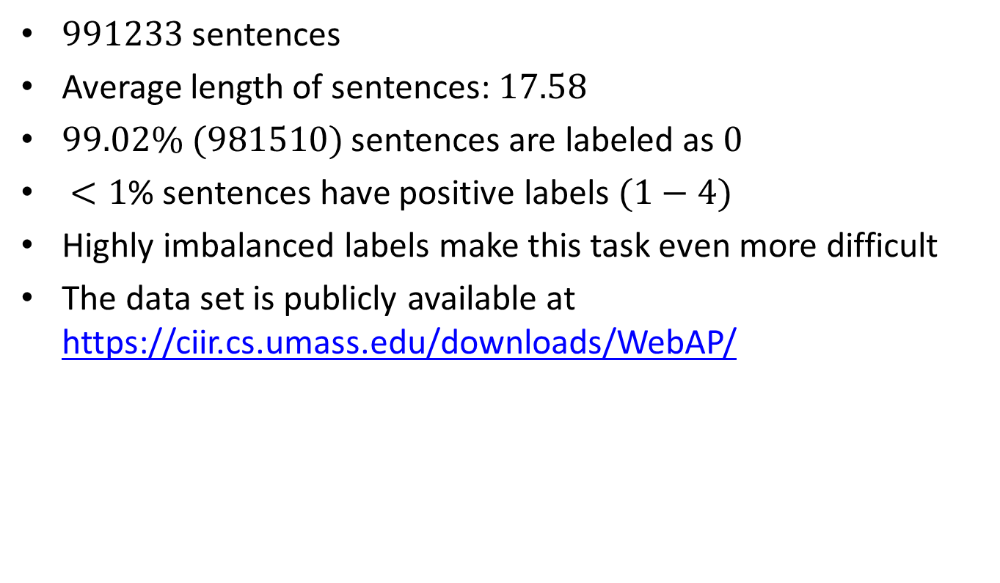 • 991233 sentences
• Average length of sentences: 17.58
• 99.02% (981510) sentences are labeled as 0
• < 1% sentences have positive labels (1 − 4)
• Highly imbalanced labels make this task even more difficult
• The data set is publicly available at
https://ciir.cs.umass.edu/downloads/WebAP/